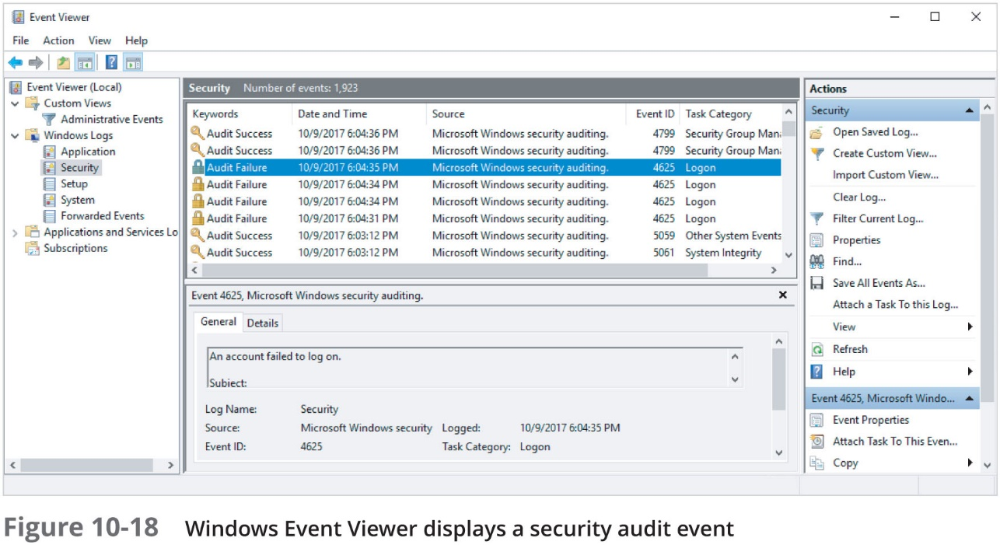 Event Viewer
File Action View Help
Event Viewer (Local)
Custom Views
Administrative Events
Windows Logs
Application
Security
Setup
System
Forwarded Events
Applications and Services Lo
Subscriptions
Security Number of events: 1,923
Keywords Date and Time Source Event ID Task Category
Audit Success 10/9/2017 6:04:36 PM Microsoft Windows security auditing. 4799 Security Group Man
Audit Success 10/9/2017 6:04:36 PM Microsoft Windows security auditing. 4799 Security Group Man
Audit Failure 10/9/2017 6:04:35 PM Microsoft Windows security auditing. 4625 Logon
Audit Failure 10/9/2017 6:04:34 PM Microsoft Windows security auditing. 4625 Logon
Audit Failure 10/9/2017 6:04:34 PM Microsoft Windows security auditing. 4625 Logon
Audit Failure 10/9/2017 6:04:31 PM Microsoft Windows security auditing. 4625 Logon
Audit Success 10/9/2017 6:03:12 PM Microsoft Windows security auditing. 5059 Other System Events
Audit Success 10/9/2017 6:03:12 PM Microsoft Windows security auditing. 5061 System Integrity
Event 4625, Microsoft Windows security auditing.
General Details
An account failed to log on.
Subject:
Log Name: Security
Source: Microsoft Windows security Logged: 10/9/2017 6:04:35 PM
Event ID: 4625 Task Category: Logon
Actions
Security
Open Saved Log...
Create Custom View...
Import Custom View...
Clear Log...
Filter Current Log...
Properties
Find...
Save All Events As...
Attach a Task To this Log...
View
Refresh
Help
Event 4625, Microsoft Windo...
Event Properties
Attach Task To This Even...
Copy
Figure 10-18 Windows Event Viewer displays a security audit event